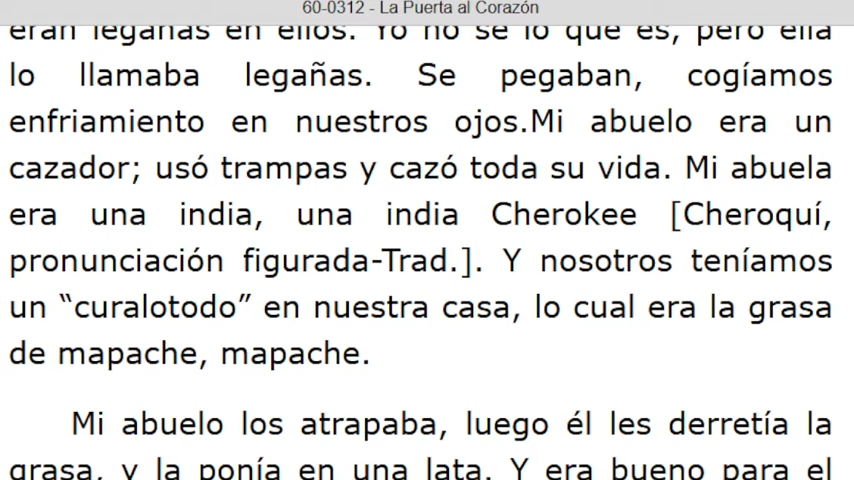 60-0312 - La Puerta al Corazón
eran legañas en ellos. Yo no sé lo que es, pero ella
lo llamaba legañas. Se pegaban, cogíamos
enfriamiento en nuestros ojos.Mi abuelo era un
cazador; usó trampas y cazó toda su vida. Mi abuela
era una india, una india Cherokee [Cheroquí,
pronunciación figurada-Trad.]. Y nosotros teníamos
un “curalotodo” en nuestra casa, lo cual era la grasa
de mapache, mapache.
Mi abuelo los atrapaba, luego él les derretía la
grasa, y la ponía en una lata. Y era bueno para el